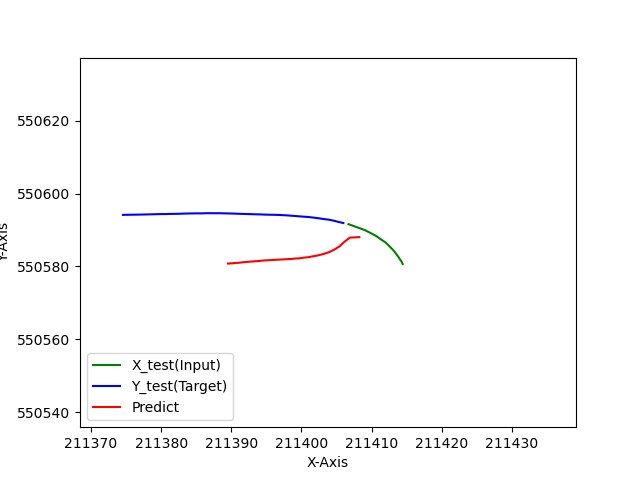 550620
550600
550580
550560
550540
Y-Axis
X_test(Input)
Y_test(Target)
Predict
211370 211380 211390 211400 211410 211420 211430
X-Axis